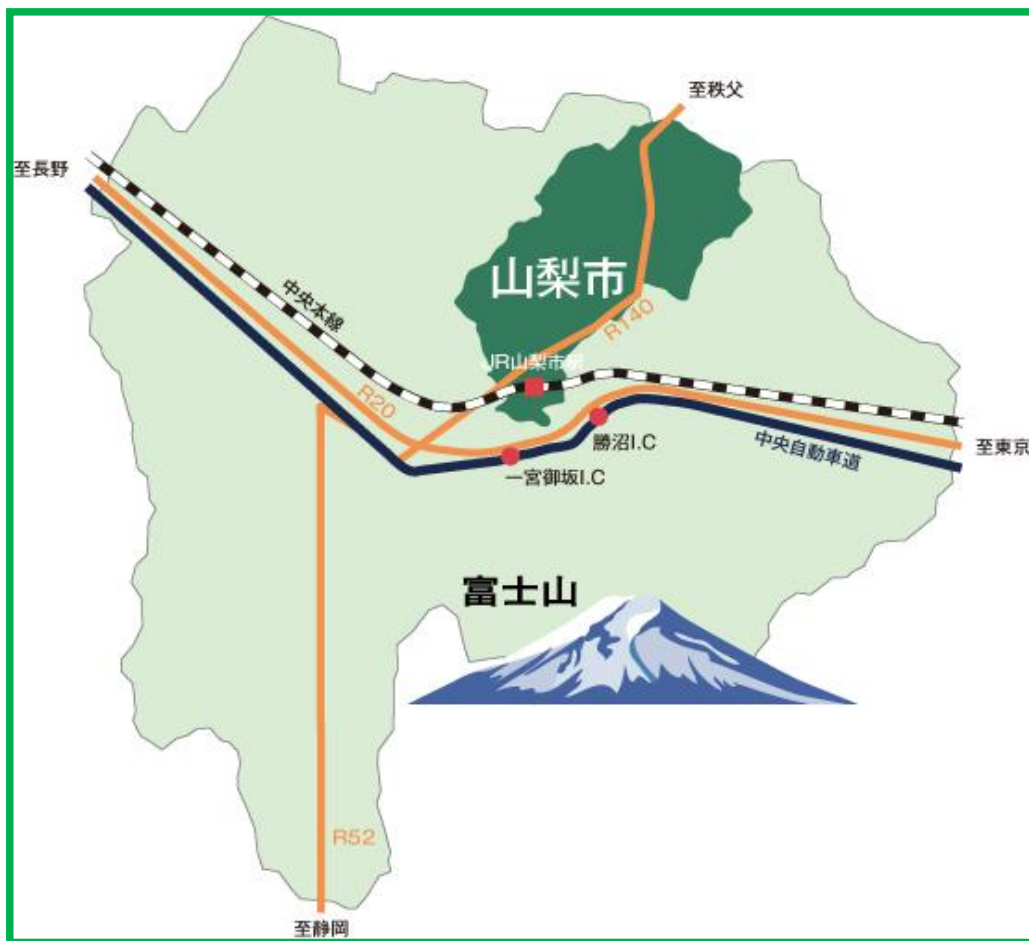 至秩父
至長野
山梨市
中央本線
R140
JR山梨市駅
R20
勝沼I.C
中央自動車道
至東京
一宮御坂I.C
富士山
R52
至静岡